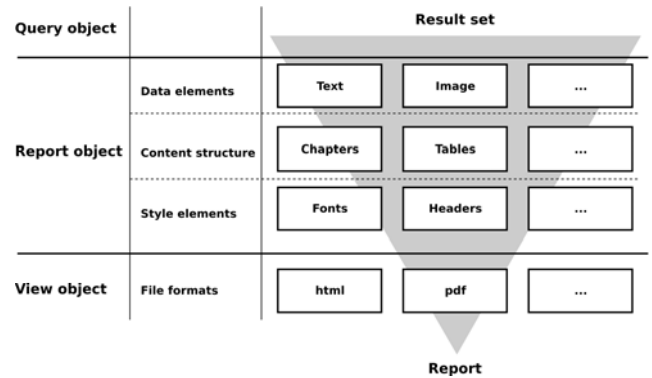 Query object
Result set
Report object
Data elements
Text
Image
...
Content structure
Chapters
Tables
...
Style elements
Fonts
Headers
...
View object
File formats
html
pdf
...
Report